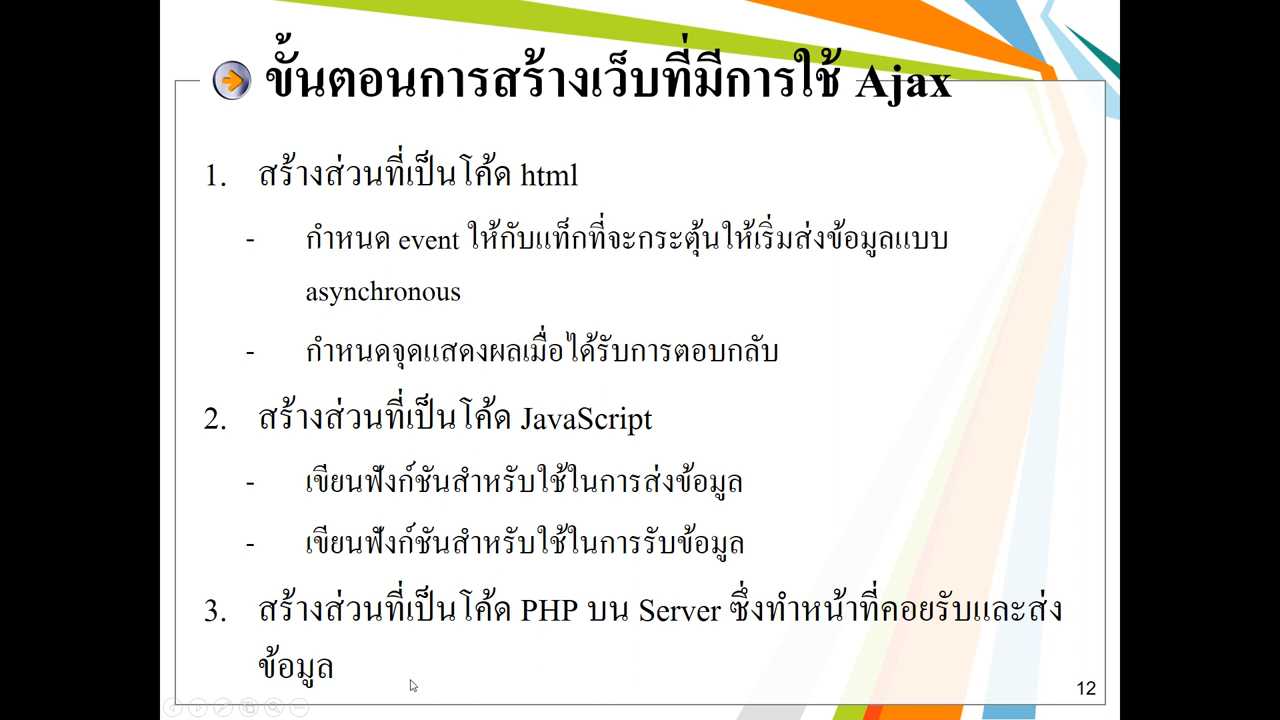 ขั้นตอนการสร้างเว็บที่มีการใช้ Ajax
1. สร้างส่วนที่เป็นโค้ด html
- กำหนด event ให้กับแท็กที่จะกระตุ้นให้เริ่มส่งข้อมูลแบบ
asynchronous
- กำหนดจุดแสดงผลเมื่อได้รับการตอบกลับ
2. สร้างส่วนที่เป็นโค้ด JavaScript
- เขียนฟังก์ชันสำหรับใช้ในการส่งข้อมูล
- เขียนฟังก์ชันสำหรับใช้ในการรับข้อมูล
3. สร้างส่วนที่เป็นโค้ด PHP บน Server ซึ่งทำหน้าที่คอยรับและส่ง
ข้อมูล
12